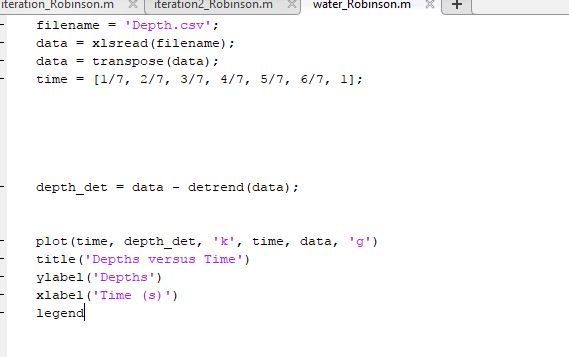 iteration_Robinson.m iteration2_Robinson.m water_Robinson.m +
filename = 'Depth.csv';
data = xlsread(filename);
data = transpose(data);
time = [1/7, 2/7, 3/7, 4/7, 5/7, 6/7, 1];
depth_det = data - detrend(data);
plot(time, depth_det, 'k', time, data, 'g')
title('Depths versus Time')
ylabel('Depths')
xlabel('Time (s)')
legend